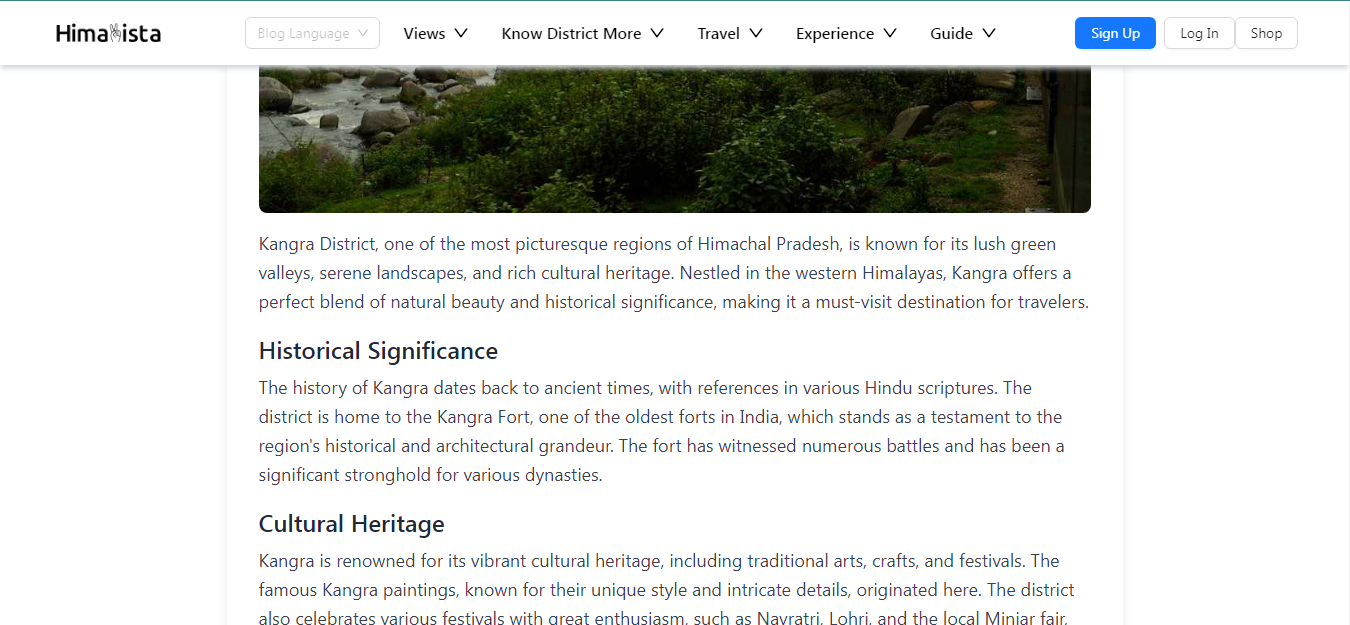 Himavista
Blog Language
Views
Know District More
Travel
Experience
Guide
Sign Up
Log In
Shop
Kangra District, one of the most picturesque regions of Himachal Pradesh, is known for its lush green
valleys, serene landscapes, and rich cultural heritage. Nestled in the western Himalayas, Kangra offers a
perfect blend of natural beauty and historical significance, making it a must-visit destination for travelers.
Historical Significance
The history of Kangra dates back to ancient times, with references in various Hindu scriptures. The
district is home to the Kangra Fort, one of the oldest forts in India, which stands as a testament to the
region's historical and architectural grandeur. The fort has witnessed numerous battles and has been a
significant stronghold for various dynasties.
Cultural Heritage
Kangra is renowned for its vibrant cultural heritage, including traditional arts, crafts, and festivals. The
famous Kangra paintings, known for their unique style and intricate details, originated here. The district
also celebrates various festivals with great enthusiasm, such as Navratri, Lohri, and the local Minjar fair,